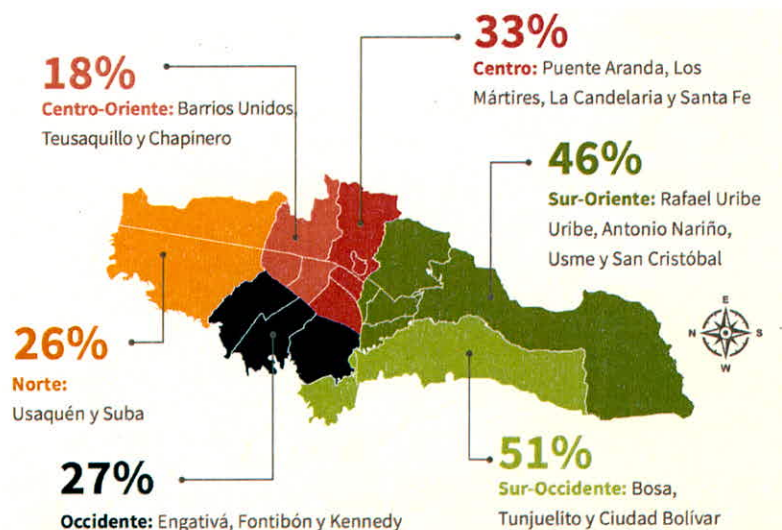 33%
Centro: Puente Aranda, Los
Mártires, La Candelaria y Santa Fe
18%
Centro-Oriente: Barrios Unidos,
Teusaquillo y Chapinero
46%
Sur-Oriente: Rafael Uribe
Uribe, Antonio Nariño,
Usme y San Cristóbal
E
N S
W
26%
Norte:
Usaquén y Suba
27%
Occidente: Engativá, Fontibón y Kennedy
51%
Sur-Occidente: Bosa,
Tunjuelito y Ciudad Bolívar